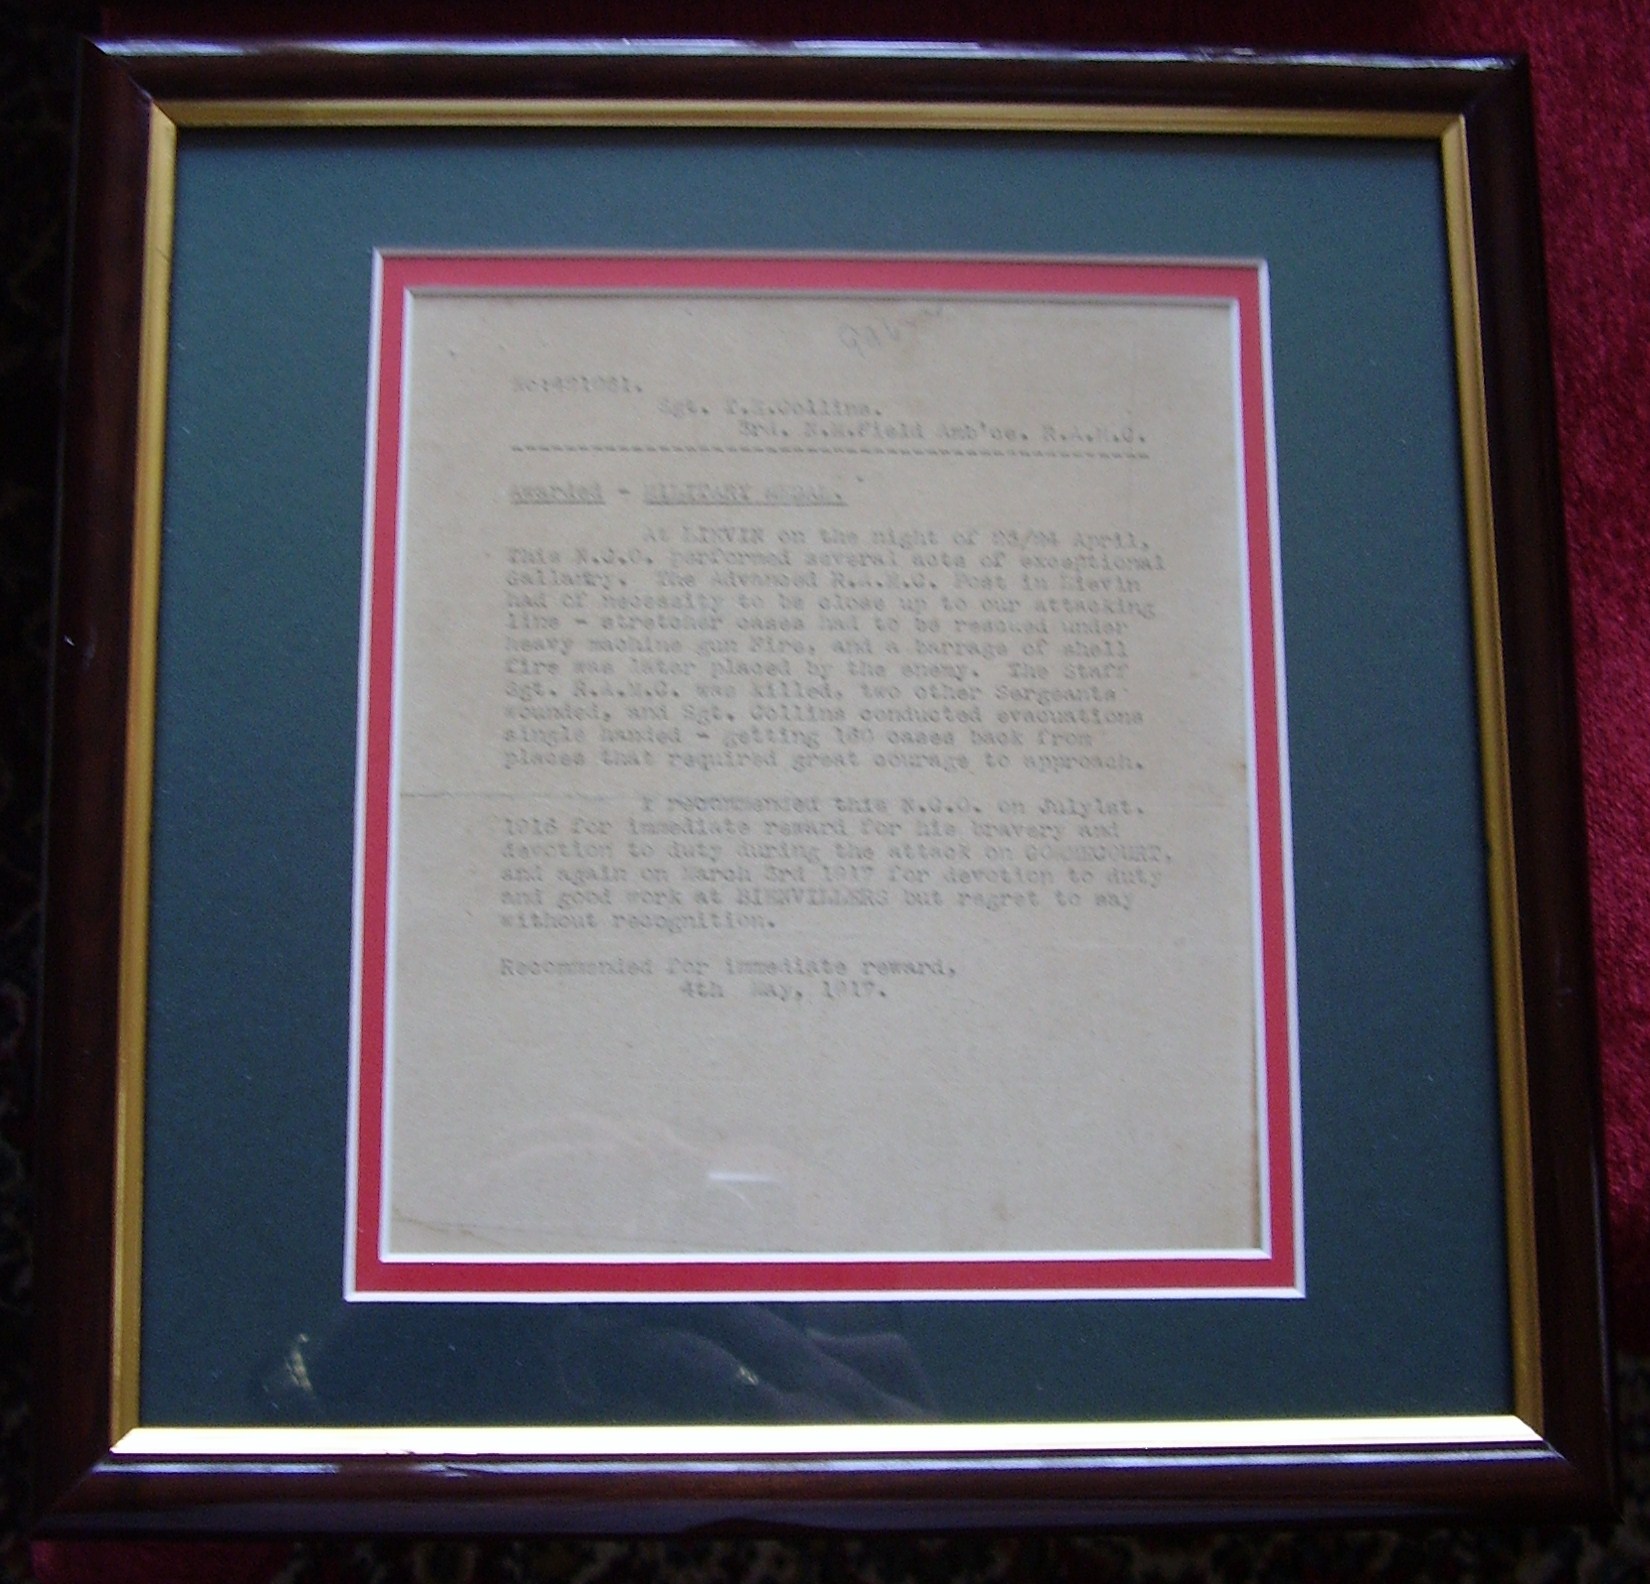 Sgt. T.E.Collins.
3rd. N.M.Field Amb'ce. R.A.M.C.
Awarded - MILITARY MEDAL.
At LIEVIN on the night of 23/24 April,
This N.C.O. performed several acts of exceptional
Gallantry. The Advanced R.A.M.C. Post in Lievin
had of necessity to be close up to our attacking
line - stretcher cases had to be rescued under
heavy machine gun Fire, and a barrage of shell
fire was later placed by the enemy. The Staff
Sgt. R.A.M.C. was killed, two other Sergeants
wounded, and Sgt. Collins conducted evacuations
single handed - getting 160 cases back from
places that required great courage to approach.
I recommended this N.C.O. on July1st.
1916 for immediate reward for his bravery and
devotion to duty during the attack on GOMMECOURT,
and again on March 3rd 1917 for devotion to duty
and good work at BIENVILLERS but regret to say
without recognition.
Recommended for immediate reward,
4th May, 1917.